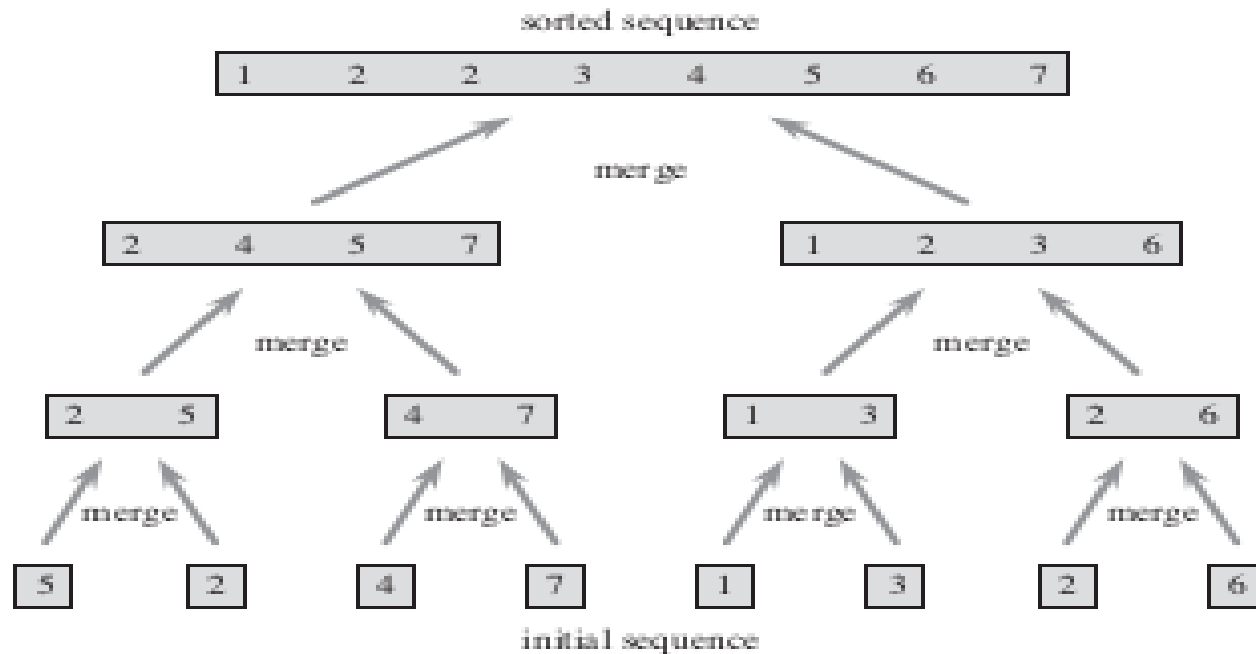 sorted sequence
1 2 2 3 4 5 6 7
merge
2 4 5 7 1 2 3 6
merge merge
2 5 4 7 1 3 2 6
merge merge merge merge
5 2 4 7 1 3 2 6
initial sequence